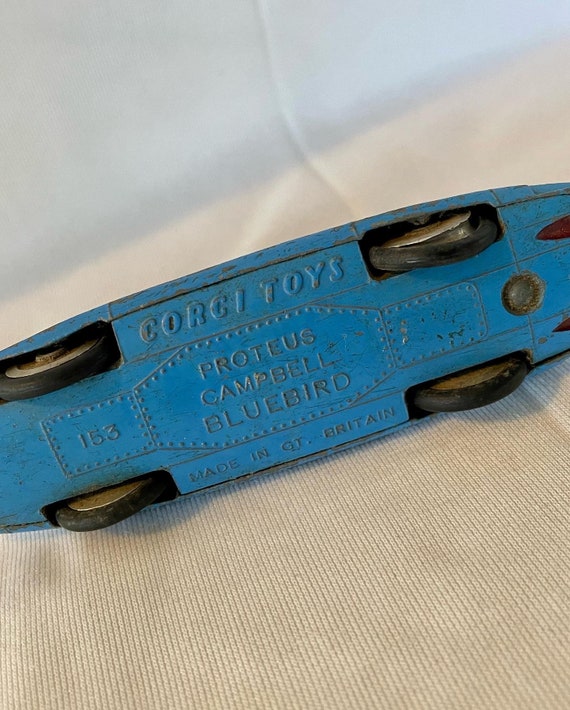 CORGI TOYS
PROTEUS
CAMPBELL
BLUEBIRD
153
MADE IN GT. BRITAIN